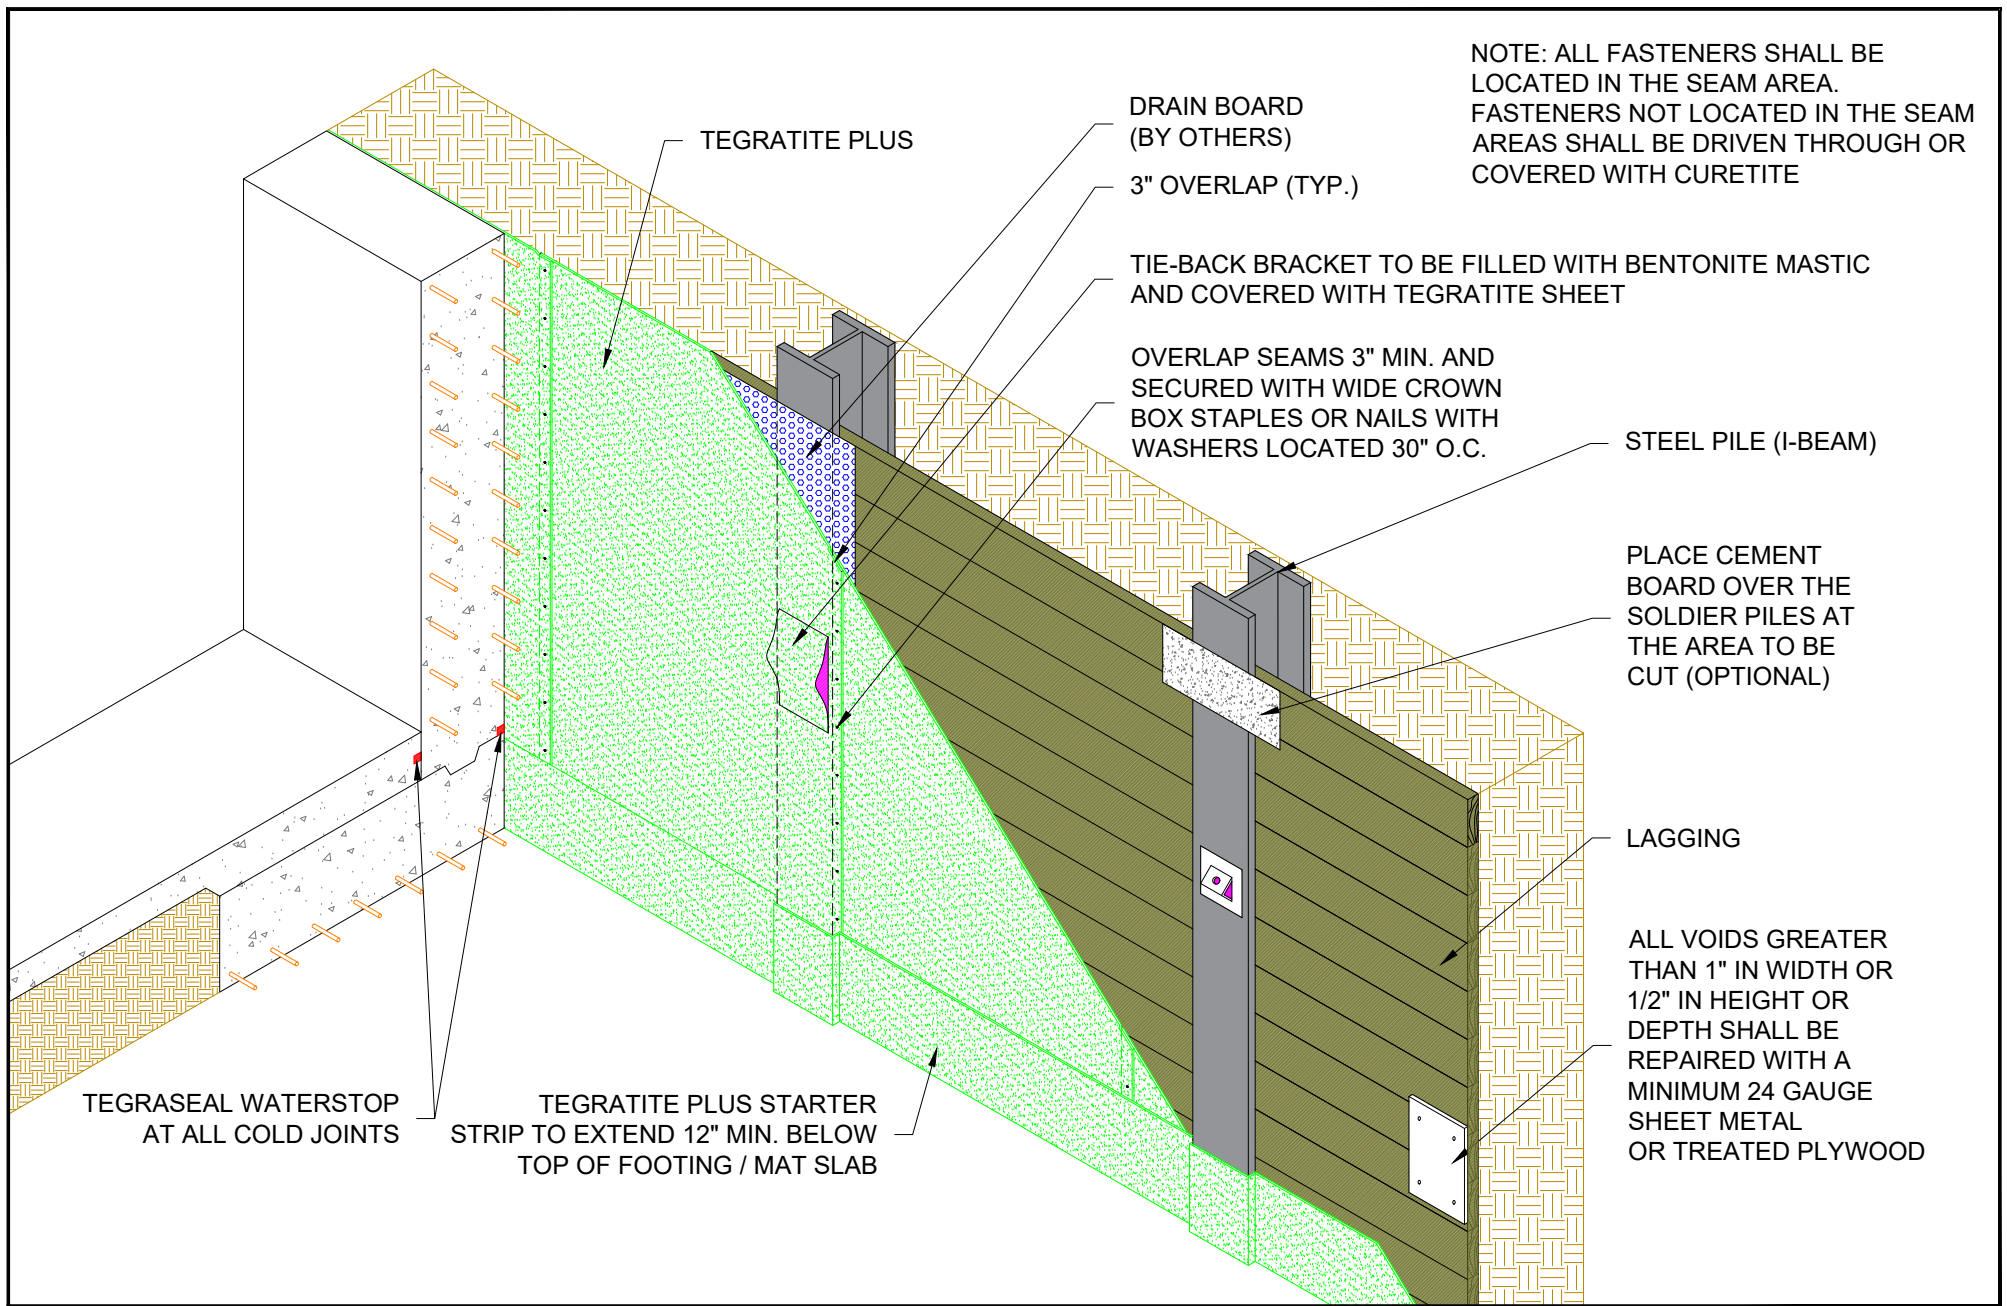 NOTE: ALL FASTENERS SHALL BE
LOCATED IN THE SEAM AREA.
FASTENERS NOT LOCATED IN THE SEAM
AREAS SHALL BE DRIVEN THROUGH OR
COVERED WITH CURETITE
TEGRATITE PLUS
DRAIN BOARD
(BY OTHERS)
3" OVERLAP (TYP.)
TIE-BACK BRACKET TO BE FILLED WITH BENTONITE MASTIC
AND COVERED WITH TEGRATITE SHEET
OVERLAP SEAMS 3" MIN. AND
SECURED WITH WIDE CROWN
BOX STAPLES OR NAILS WITH
WASHERS LOCATED 30" O.C.
STEEL PILE (I-BEAM)
PLACE CEMENT
BOARD OVER THE
SOLDIER PILES AT
THE AREA TO BE
CUT (OPTIONAL)
LAGGING
ALL VOIDS GREATER
THAN 1" IN WIDTH OR
1/2" IN HEIGHT OR
DEPTH SHALL BE
REPAIRED WITH A
MINIMUM 24 GAUGE
SHEET METAL
OR TREATED PLYWOOD
TEGRASEAL WATERSTOP
AT ALL COLD JOINTS
TEGRATITE PLUS STARTER
STRIP TO EXTEND 12" MIN. BELOW
TOP OF FOOTING / MAT SLAB